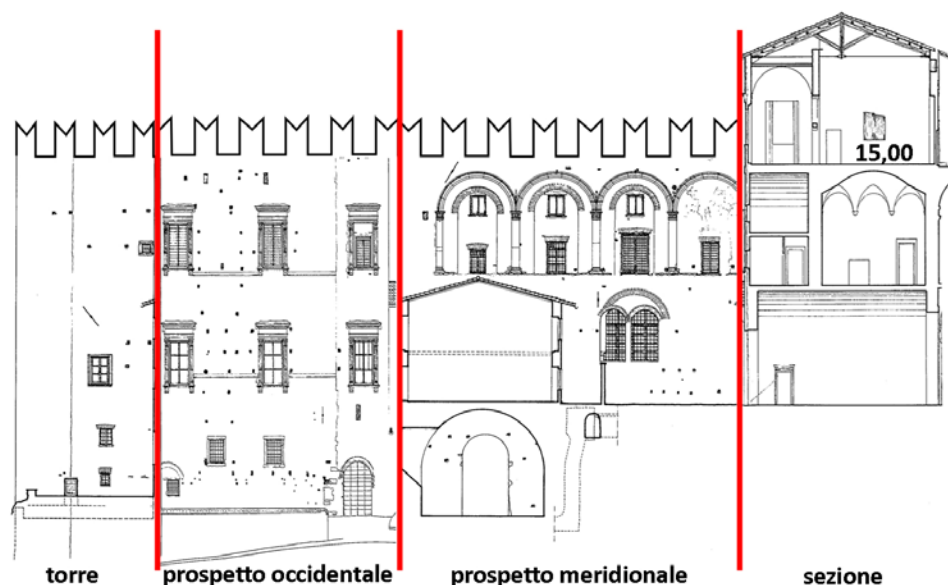 15,00
torre
prospetto occidentale
prospetto meridionale
sezione